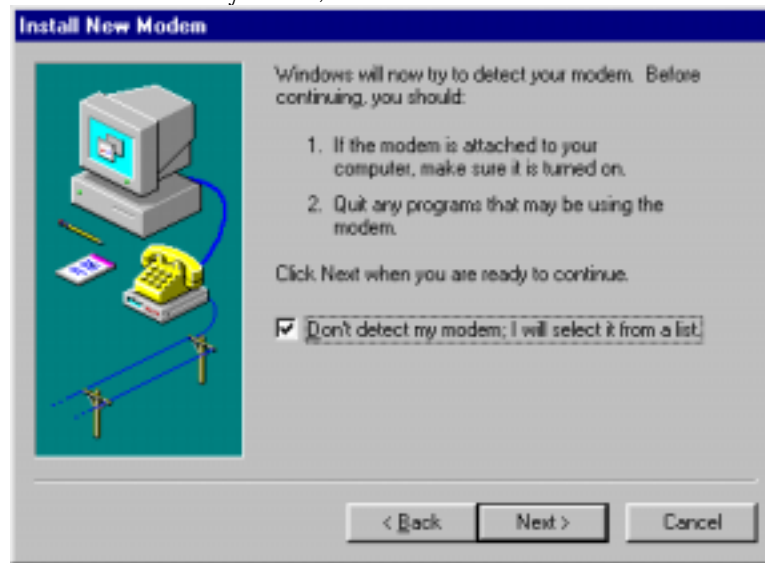 Install New Modem
Windows will now try to detect your modem. Before
continuing, you should:
1. If the modem is attached to your
computer, make sure it is turned on.
2. Quit any programs that may be using the
modem.
Click Next when you are ready to continue.
Don't detect my modem; I will select it from a list.
< Back
Next >
Cancel